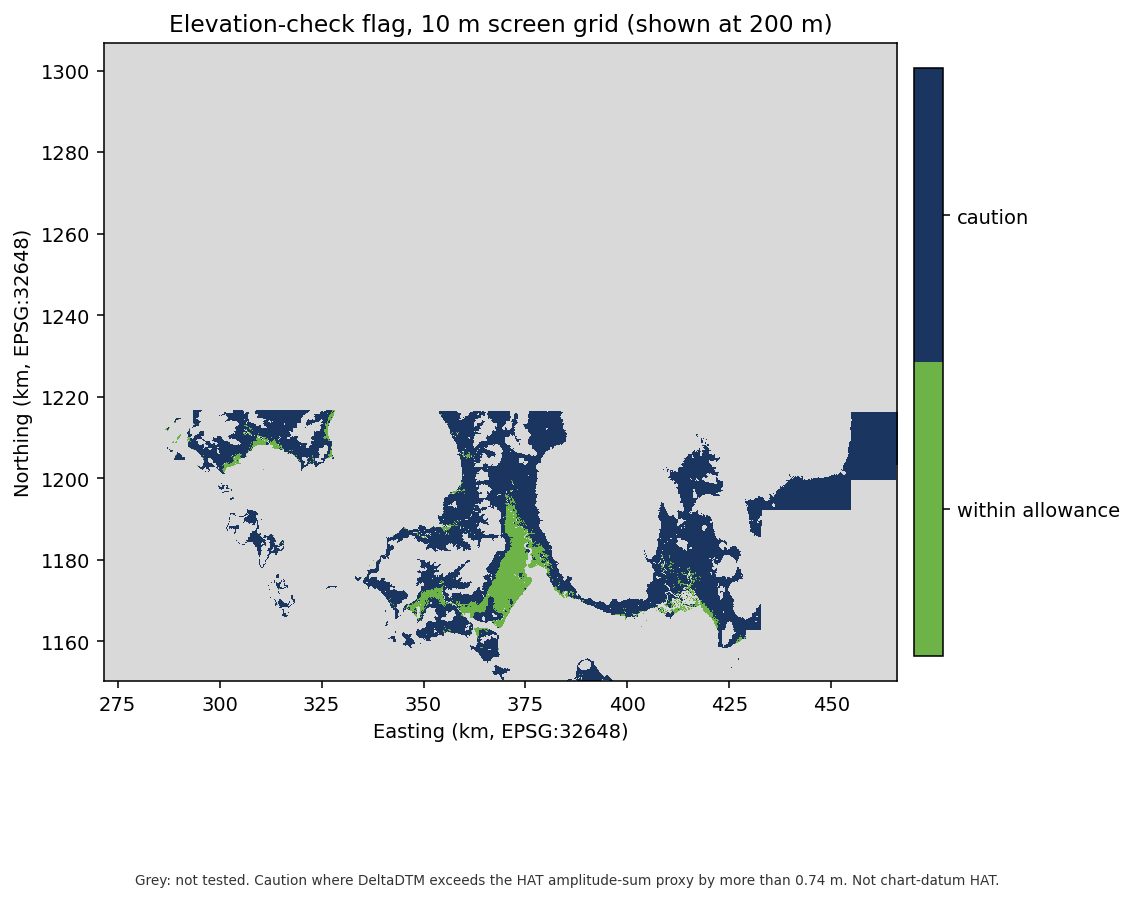 Elevation-check flag, 10 m screen grid (shown at 200 m)
1300
1280
1260
1240
1220
1200
1180
1160
Northing (km, EPSG:32648)
275 300 325 350 375 400 425 450
Easting (km, EPSG:32648)
caution
within allowance
Grey: not tested. Caution where DeltaDTM exceeds the HAT amplitude-sum proxy by more than 0.74 m. Not chart-datum HAT.